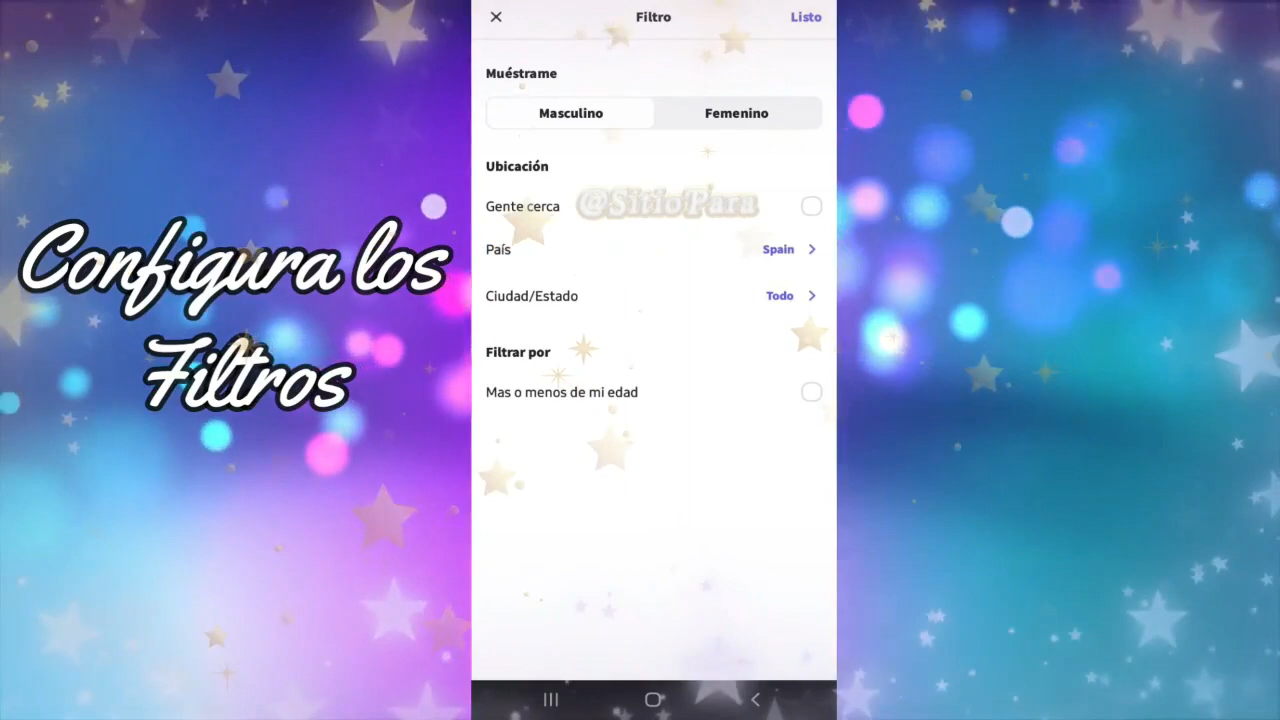 Configura los
Filtros
Filtro
Listo
Muéstrame
Masculino
Femenino
Ubicación
Gente cerca
@SitioPara
País
Spain
Ciudad/Estado
Todo
Filtrar por
Mas o menos de mi edad